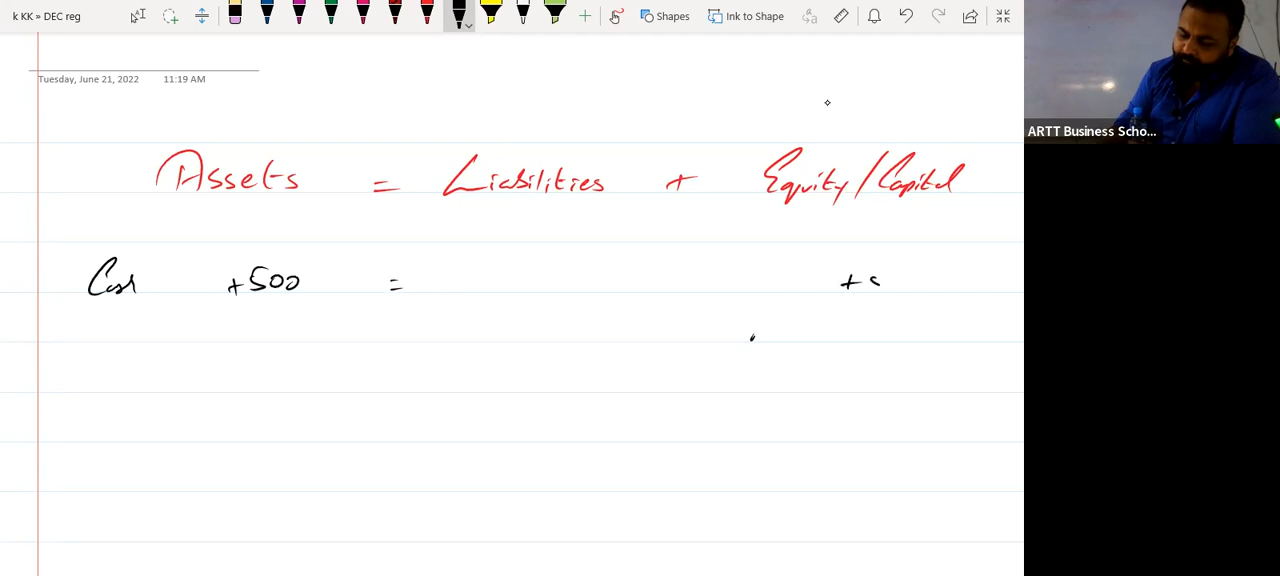 k KK » DEC reg
Shapes
Ink to Shape
ARTT Business Scho...
Tuesday, June 21, 2022 11:19 AM
Assets = Liabilities + Equity/Capital
Cash +500 = +